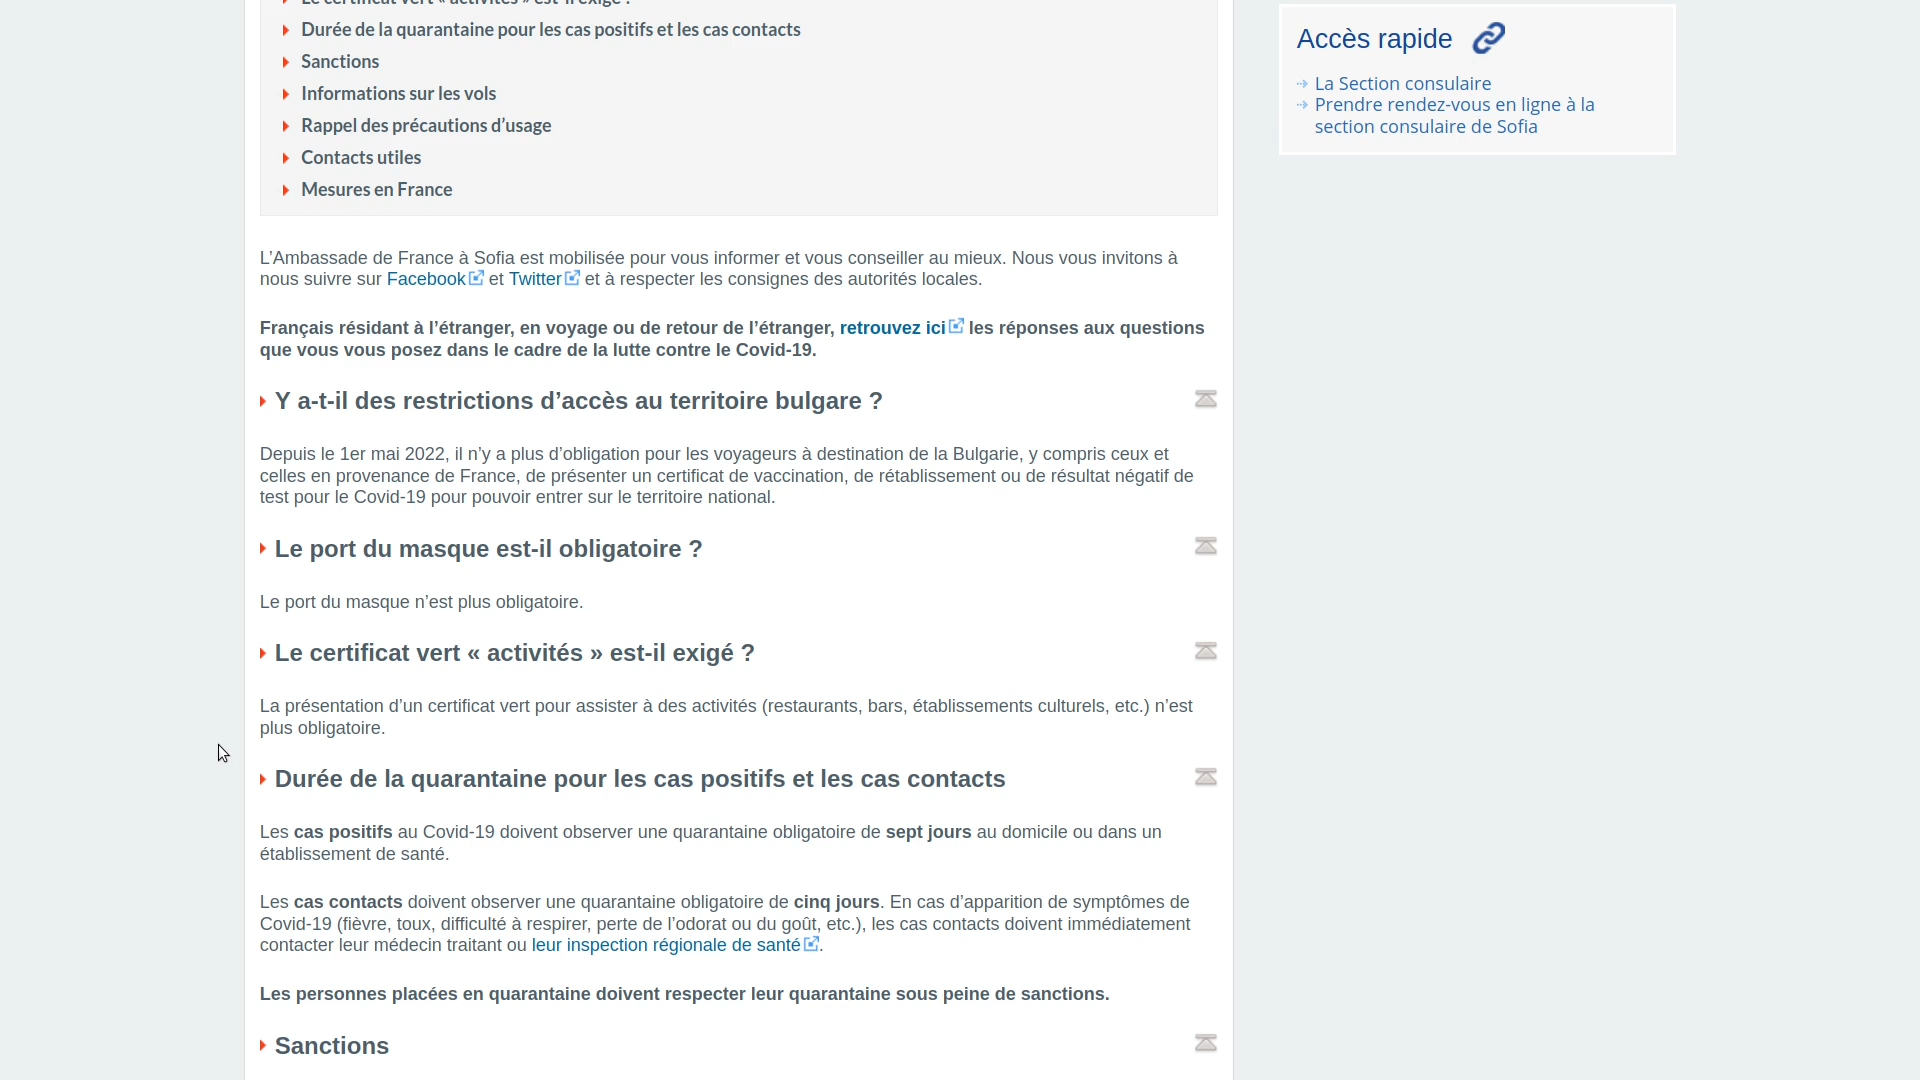 Le certificat vert « activités » est-il exigé ?
Durée de la quarantaine pour les cas positifs et les cas contacts
Sanctions
Informations sur les vols
Rappel des précautions d’usage
Contacts utiles
Mesures en France
L’Ambassade de France à Sofia est mobilisée pour vous informer et vous conseiller au mieux. Nous vous invitons à
nous suivre sur Facebook et Twitter et à respecter les consignes des autorités locales.
Français résidant à l’étranger, en voyage ou de retour de l’étranger, retrouvez ici les réponses aux questions
que vous vous posez dans le cadre de la lutte contre le Covid-19.
Y a-t-il des restrictions d’accès au territoire bulgare ?
Depuis le 1er mai 2022, il n’y a plus d’obligation pour les voyageurs à destination de la Bulgarie, y compris ceux et
celles en provenance de France, de présenter un certificat de vaccination, de rétablissement ou de résultat négatif de
test pour le Covid-19 pour pouvoir entrer sur le territoire national.
Le port du masque est-il obligatoire ?
Le port du masque n’est plus obligatoire.
Le certificat vert « activités » est-il exigé ?
La présentation d’un certificat vert pour assister à des activités (restaurants, bars, établissements culturels, etc.) n’est
plus obligatoire.
Durée de la quarantaine pour les cas positifs et les cas contacts
Les cas positifs au Covid-19 doivent observer une quarantaine obligatoire de sept jours au domicile ou dans un
établissement de santé.
Les cas contacts doivent observer une quarantaine obligatoire de cinq jours. En cas d’apparition de symptômes de
Covid-19 (fièvre, toux, difficulté à respirer, perte de l’odorat ou du goût, etc.), les cas contacts doivent immédiatement
contacter leur médecin traitant ou leur inspection régionale de santé.
Les personnes placées en quarantaine doivent respecter leur quarantaine sous peine de sanctions.
Sanctions
Accès rapide
La Section consulaire
Prendre rendez-vous en ligne à la
section consulaire de Sofia